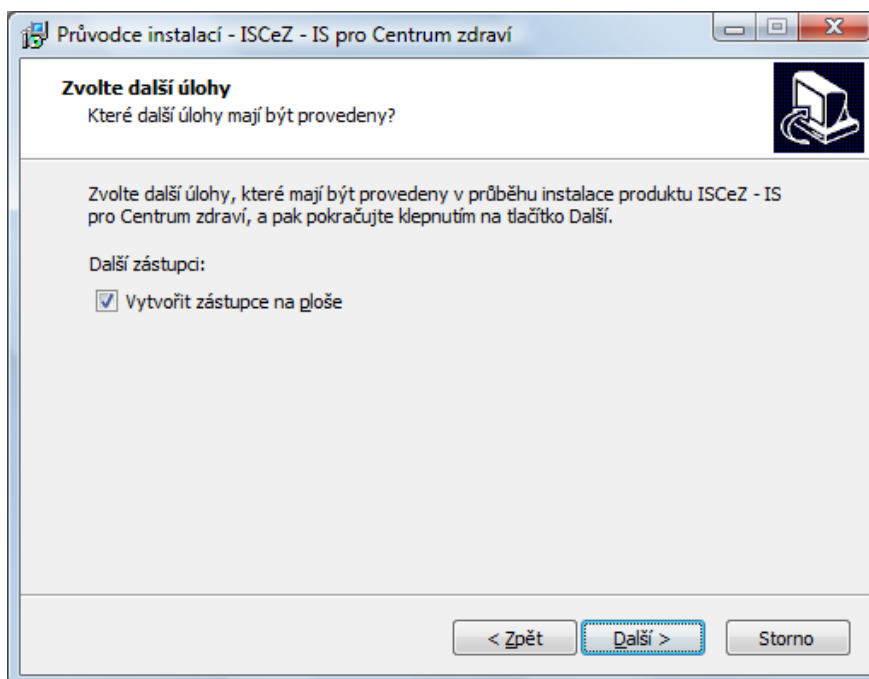 Průvodce instalací - ISCeZ - IS pro Centrum zdraví
Zvolte další úlohy
Které další úlohy mají být provedeny?
Zvolte další úlohy, které mají být provedeny v průběhu instalace produktu ISCeZ - IS
pro Centrum zdraví, a pak pokračujte klepnutím na tlačítko Další.
Další zástupci:
Vytvořit zástupce na ploše
< Zpět
Další >
Storno